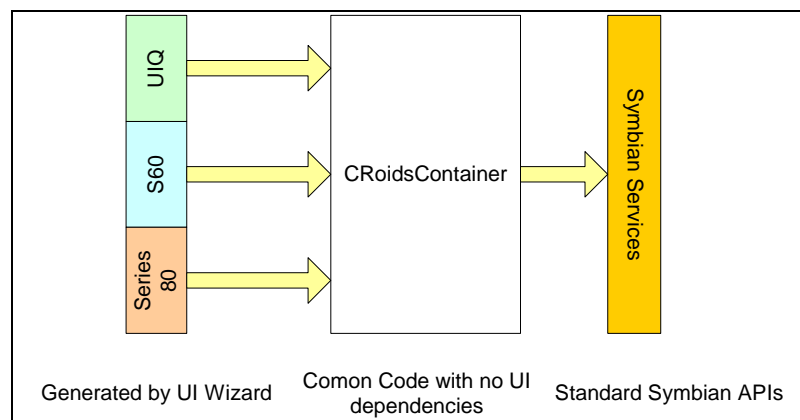 UIQ
S60
Series
80
CRoidsContainer
Symbian Services
Generated by UI Wizard
Comon Code with no UI
dependencies
Standard Symbian APIs